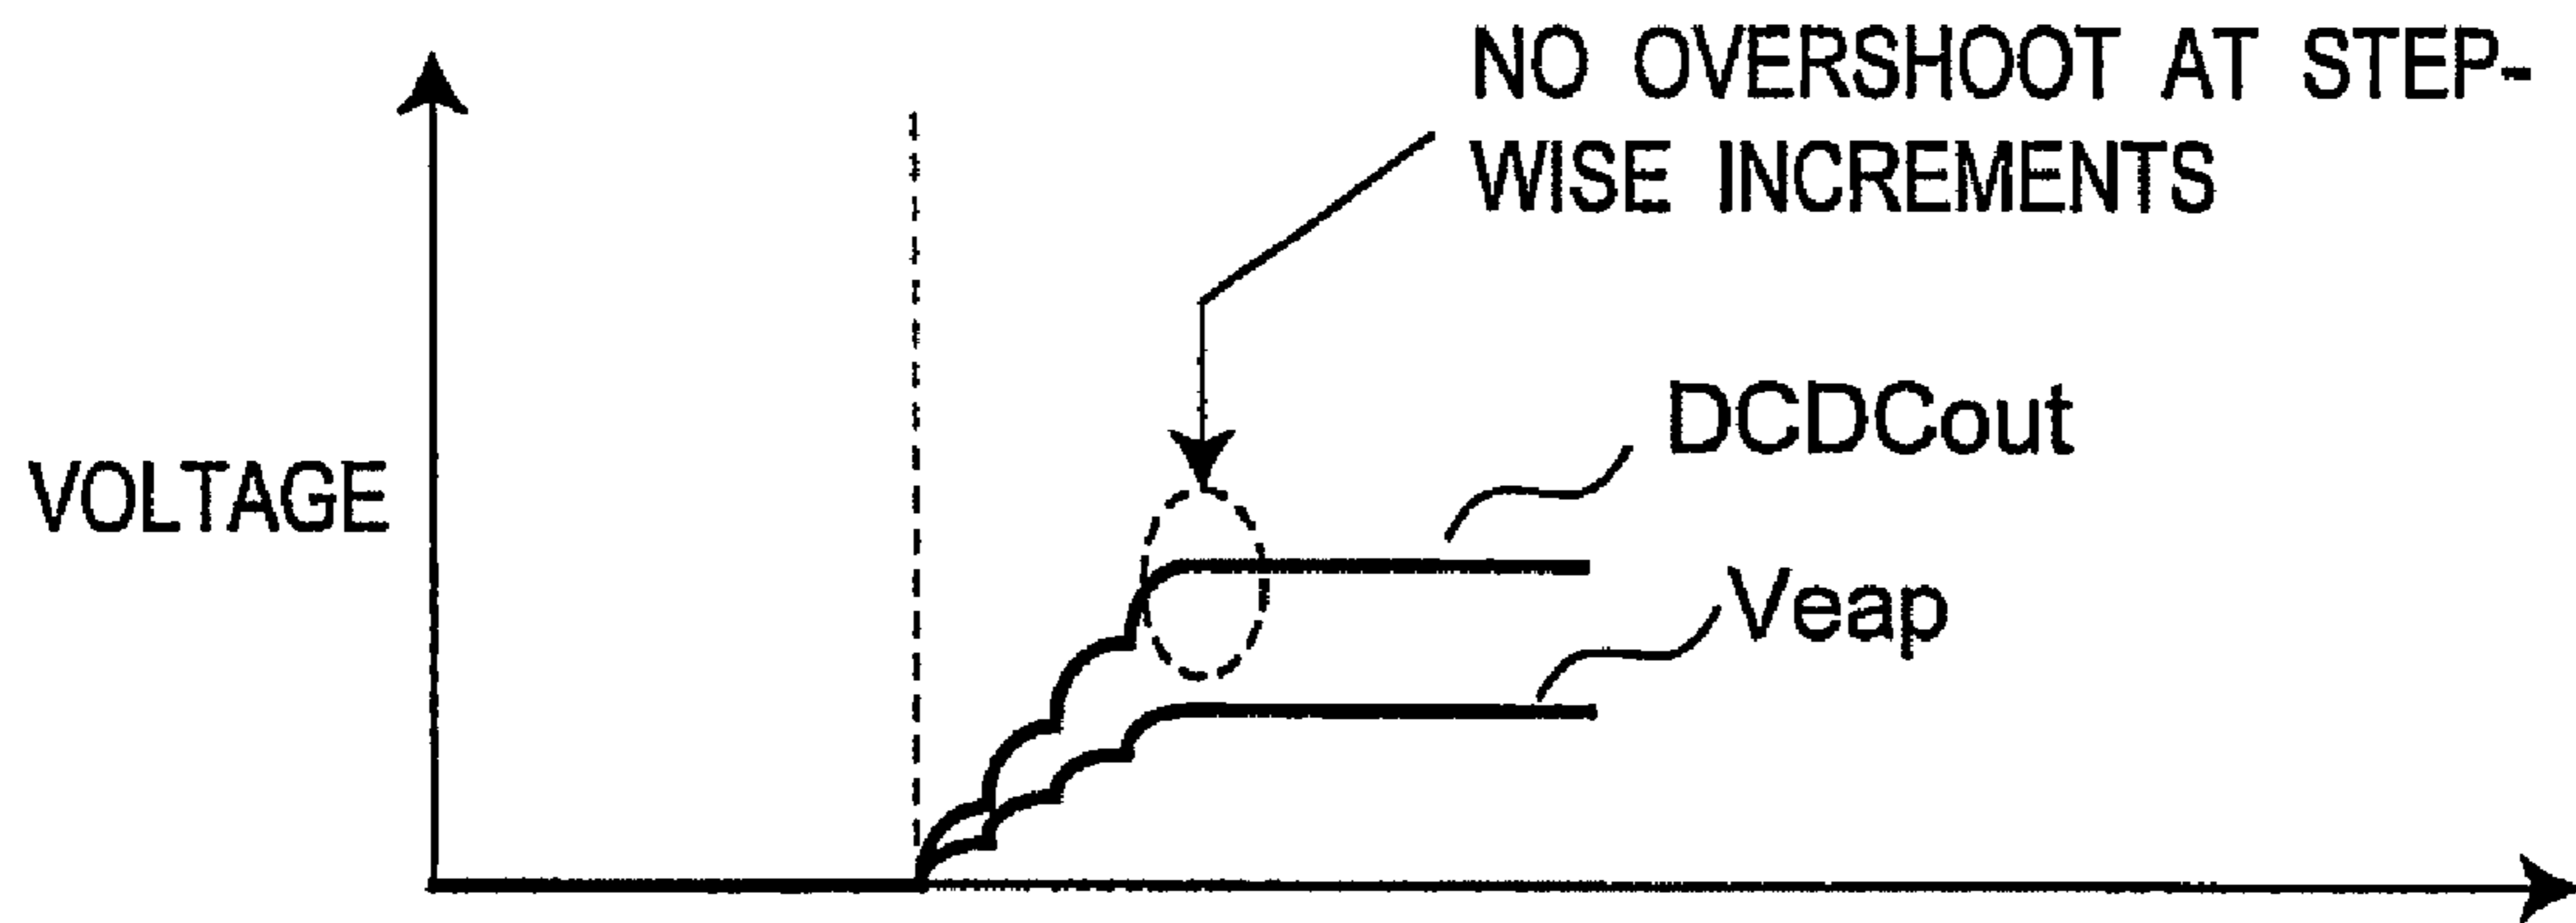 NO OVERSHOOT AT STEP-
WISE INCREMENTS
DCDCout
VOLTAGE
Veap